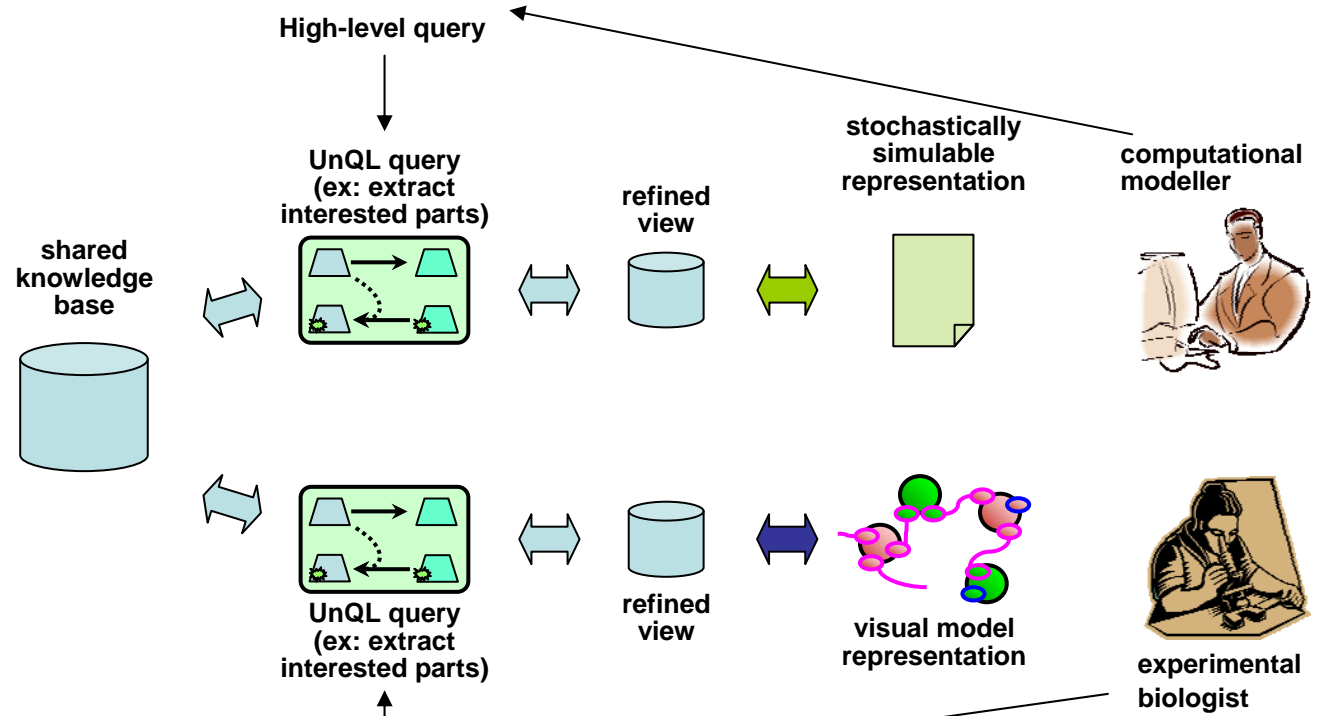 High-level query
UnQL query
(ex: extract
interested parts)
shared
knowledge
base
refined
view
stochastically
simulable
representation
computational
modeller
UnQL query
(ex: extract
interested parts)
refined
view
visual model
representation
experimental
biologist